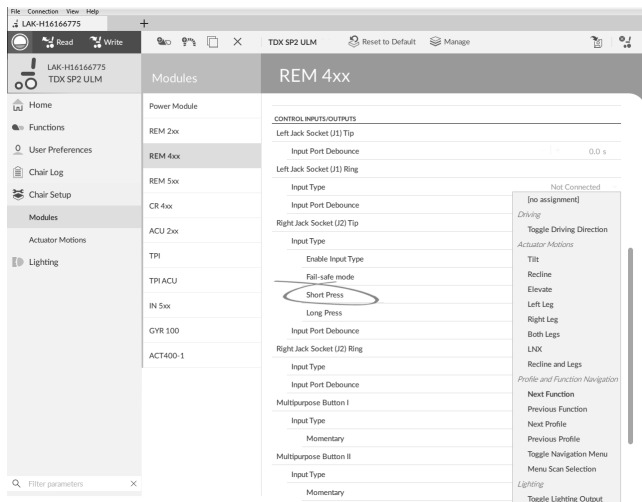 File Connection View Help
LAK-H16166775 +
Read Write TDX SP2 ULM Reset to Default Manage
LAK-H16166775
TDX SP2 ULM
Home
Functions
User Preferences
Chair Log
Chair Setup
Modules
Actuator Motions
Lighting
Filter parameters
Modules
Power Module
REM 2xx
REM 4xx
REM 5xx
CR 4xx
ACU 2xx
TPI
TPI ACU
IN 5xx
GYR 100
ACT400-1
REM 4xx
CONTROL INPUTS/OUTPUTS
Left Jack Socket (J1) Tip
Input Port Debounce 0.0 s
Left Jack Socket (J1) Ring
Input Type Not Connected
Input Port Debounce
Right Jack Socket (J2) Tip
Input Type
Enable Input Type
Fail-safe mode
Short Press
Long Press
Input Port Debounce
Right Jack Socket (J2) Ring
Input Type
Input Port Debounce
Multipurpose Button I
Input Type
Momentary
Multipurpose Button II
Input Type
Momentary
[no assignment]
Driving
Toggle Driving Direction
Actuator Motions
Tilt
Recline
Elevate
Left Leg
Right Leg
Both Legs
LNX
Recline and Legs
Profile and Function Navigation
Next Function
Previous Function
Next Profile
Previous Profile
Toggle Navigation Menu
Menu Scan Selection
Lighting
Toggle Lighting Output